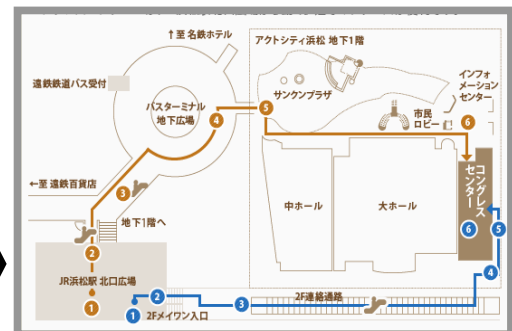 ↑至 名鉄ホテル
アクトシティ浜松 地下1階
遠鉄鉄道バス受付
サンケンプラザ
インフォ
メーション
センター
バスターミナル
地下広場
市民
ロビー
4
5
6
←至 遠鉄百貨店
3
地下1階へ
2
中ホール
大ホール
コングレス
センター
6
5
JR浜松駅 北口広場
1
1
2
3
4
2F連絡通路
2Fメイワン入口